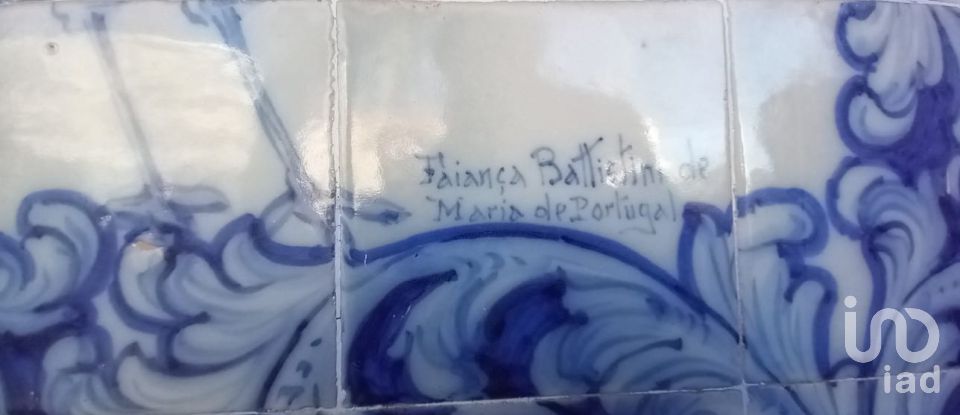 Faiança Battistini de
Maria de Portugal
iad